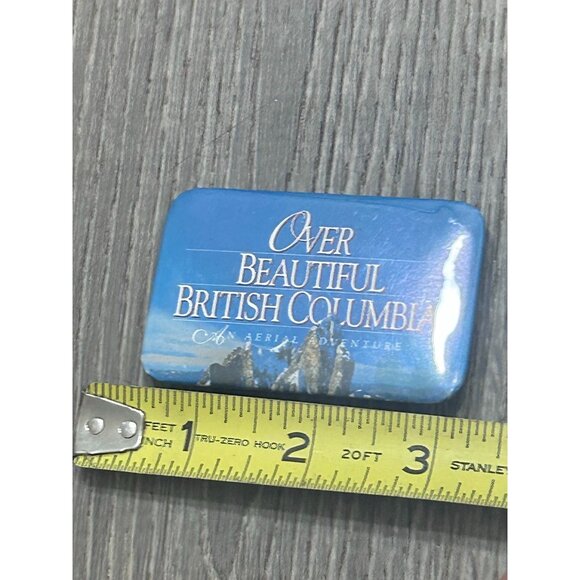 OVER
BEAUTIFUL
BRITISH COLUMBIA
AN AERIAL ADVENTURE
FEET
INCH 1 TRU-ZERO HOOK 2 20FT 3 STANLEY